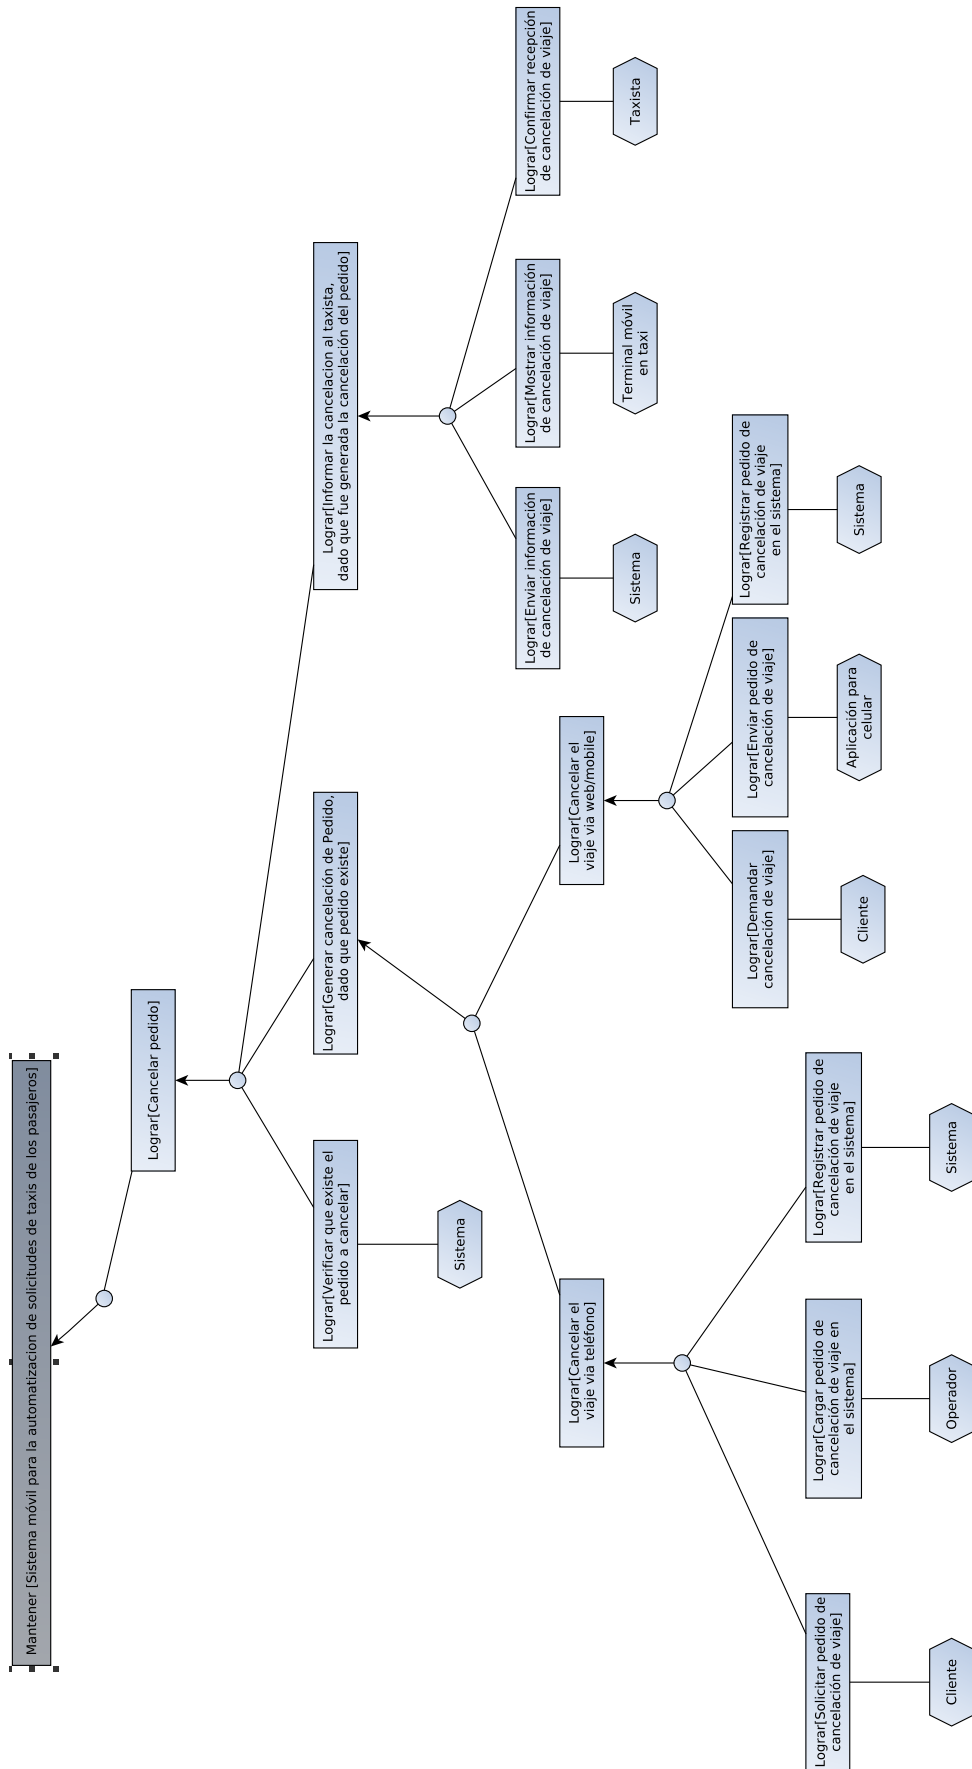 Mantener [Sistema móvil para la automatizacion de solicitudes de taxis de los pasajeros]
Lograr[Cancelar pedido]
Lograr[Verificar que existe el
pedido a cancelar]
Sistema
Lograr[Generar cancelación de Pedido,
dado que pedido existe]
Lograr[Informar la cancelacion al taxista,
dado que fue generada la cancelación del pedido]
Lograr[Enviar información
de cancelación de viaje]
Sistema
Lograr[Mostrar información
de cancelación de viaje]
Terminal móvil
en taxi
Lograr[Confirmar recepción
de cancelación de viaje]
Taxista
Lograr[Cancelar el
viaje via teléfono]
Lograr[Cancelar el
viaje via web/mobile]
Lograr[Solicitar pedido de
cancelación de viaje]
Cliente
Lograr[Cargar pedido de
cancelación de viaje en
el sistema]
Operador
Lograr[Registrar pedido de
cancelación de viaje
en el sistema]
Sistema
Lograr[Demandar
cancelación de viaje]
Cliente
Lograr[Enviar pedido de
cancelación de viaje]
Aplicación para
celular
Lograr[Registrar pedido de
cancelación de viaje
en el sistema]
Sistema